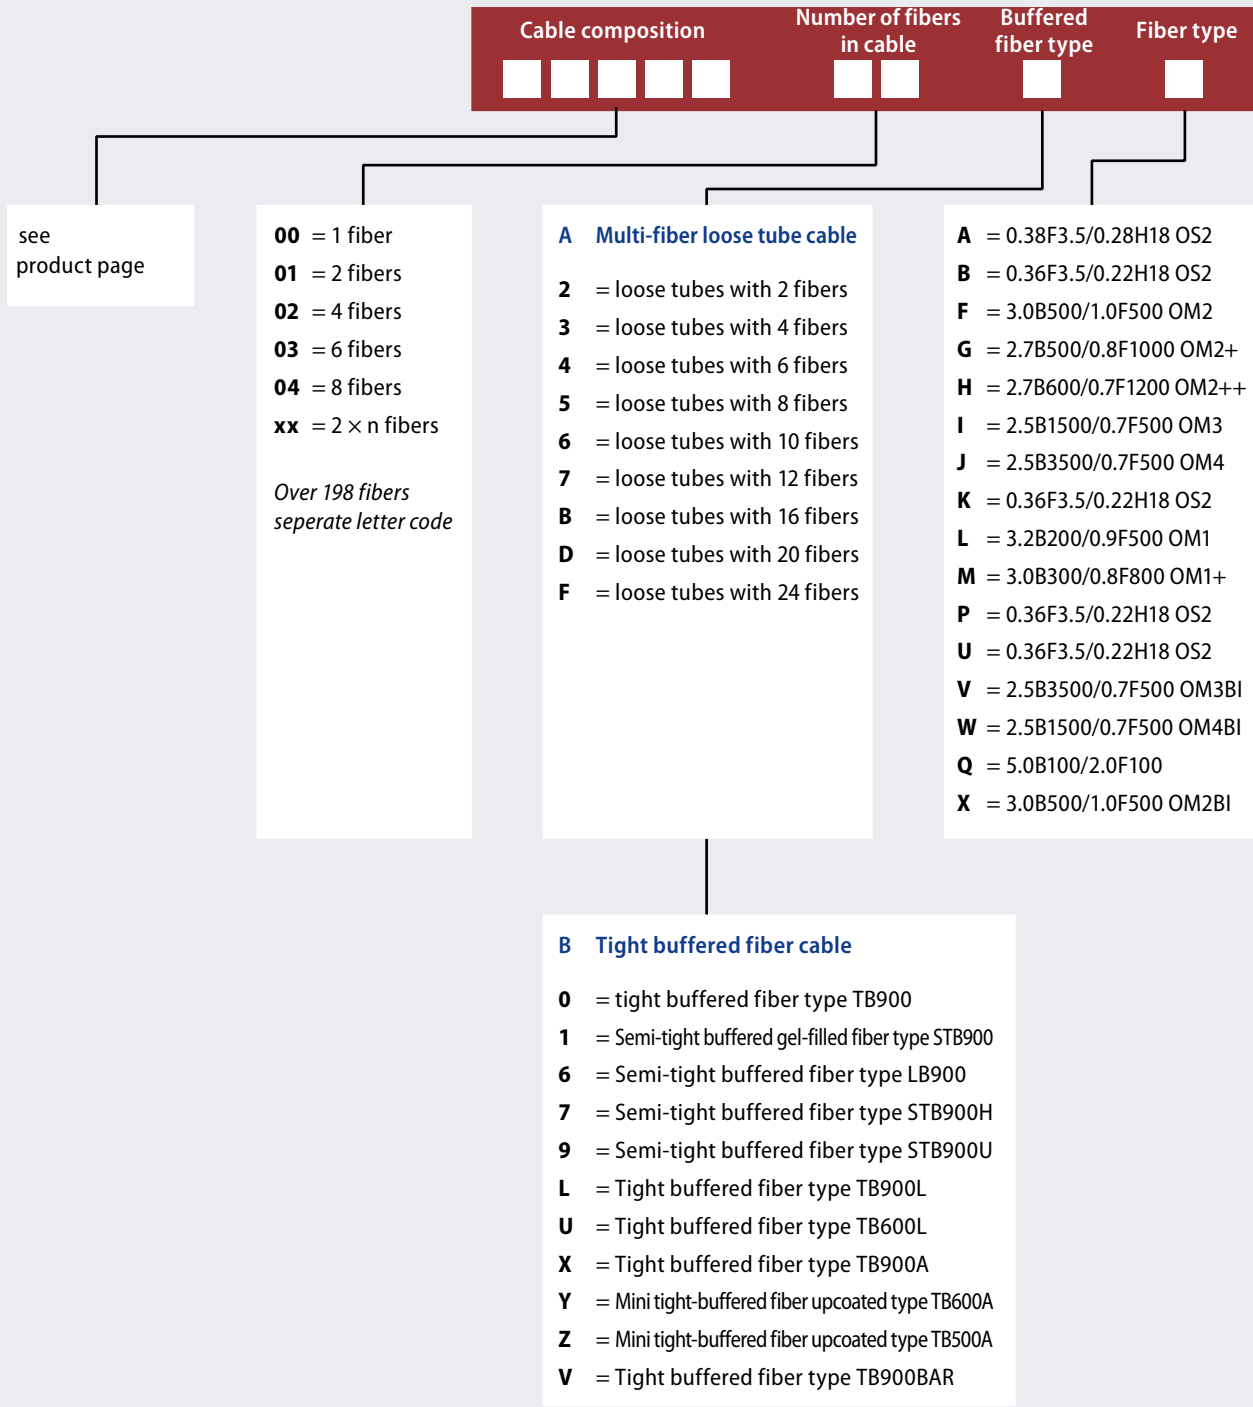 Cable composition
Number of fibers
in cable
Buffered
fiber type
Fiber type
see
product page
00 = 1 fiber
01 = 2 fibers
02 = 4 fibers
03 = 6 fibers
04 = 8 fibers
xx = 2 × n fibers
Over 198 fibers
seperate letter code
A Multi-fiber loose tube cable
2 = loose tubes with 2 fibers
3 = loose tubes with 4 fibers
4 = loose tubes with 6 fibers
5 = loose tubes with 8 fibers
6 = loose tubes with 10 fibers
7 = loose tubes with 12 fibers
B = loose tubes with 16 fibers
D = loose tubes with 20 fibers
F = loose tubes with 24 fibers
A = 0.38F3.5/0.28H18 OS2
B = 0.36F3.5/0.22H18 OS2
F = 3.0B500/1.0F500 OM2
G = 2.7B500/0.8F1000 OM2+
H = 2.7B600/0.7F1200 OM2++
I = 2.5B1500/0.7F500 OM3
J = 2.5B3500/0.7F500 OM4
K = 0.36F3.5/0.22H18 OS2
L = 3.2B200/0.9F500 OM1
M = 3.0B300/0.8F800 OM1+
P = 0.36F3.5/0.22H18 OS2
U = 0.36F3.5/0.22H18 OS2
V = 2.5B3500/0.7F500 OM3BI
W = 2.5B1500/0.7F500 OM4BI
Q = 5.0B100/2.0F100
X = 3.0B500/1.0F500 OM2BI
B Tight buffered fiber cable
0 = tight buffered fiber type TB900
1 = Semi-tight buffered gel-filled fiber type STB900
6 = Semi-tight buffered fiber type LB900
7 = Semi-tight buffered fiber type STB900H
9 = Semi-tight buffered fiber type STB900U
L = Tight buffered fiber type TB900L
U = Tight buffered fiber type TB600L
X = Tight buffered fiber type TB900A
Y = Mini tight-buffered fiber upcoated type TB600A
Z = Mini tight-buffered fiber upcoated type TB500A
V = Tight buffered fiber type TB900BAR